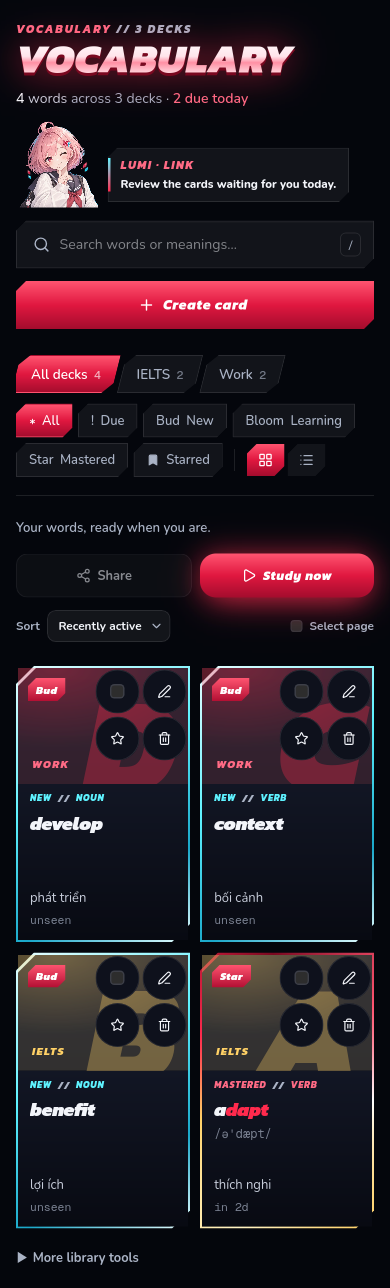 VOCABULARY // 3 DECKS
VOCABULARY
4 words across 3 decks · 2 due today
LUMI · LINK
Review the cards waiting for you today.
Search words or meanings... /
+ Create card
All decks 4 IELTS 2 Work 2
* All ! Due Bud New Bloom Learning
Star Mastered Starred
Your words, ready when you are.
Share Study now
Sort Recently active Select page
Bud
WORK
NEW // NOUN
develop
phát triển
unseen
Bud
WORK
NEW // VERB
context
bối cảnh
unseen
Bud
IELTS
NEW // NOUN
benefit
lợi ích
unseen
Star
IELTS
MASTERED // VERB
adapt
/əˈdæpt/
thích nghi
in 2d
More library tools